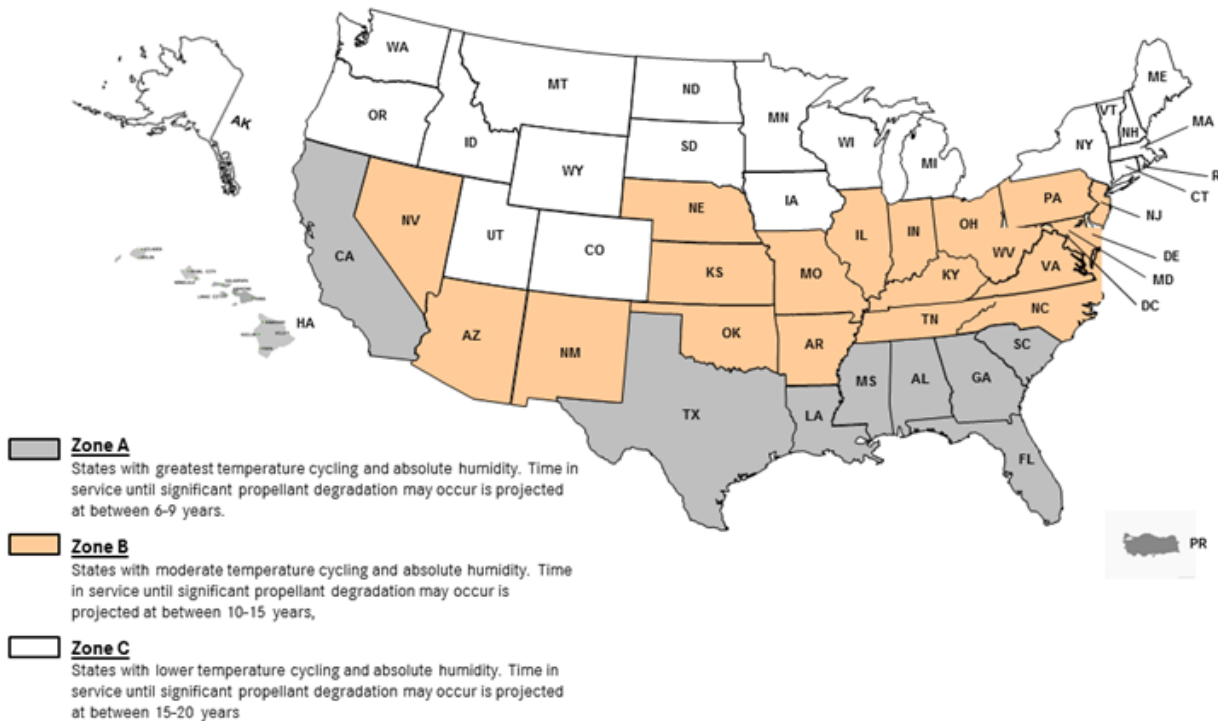 WA
MT
ND
MN
ME
VT
NH
MA
OR
ID
SD
WI
MI
NY
R
CT
AK
WY
IA
NE
PA
NJ
NV
UT
CO
IL
IN
OH
WV
VA
DE
MD
DC
CA
KS
MO
KY
HA
AZ
NM
OK
AR
TN
NC
SC
TX
LA
MS
AL
GA
FL
PR
Zone A
States with greatest temperature cycling and absolute humidity. Time in
service until significant propellant degradation may occur is projected
at between 6-9 years.
Zone B
States with moderate temperature cycling and absolute humidity. Time
in service until significant propellant degradation may occur is
projected at between 10-15 years,
Zone C
States with lower temperature cycling and absolute humidity. Time in
service until significant propellant degradation may occur is projected
at between 15-20 years